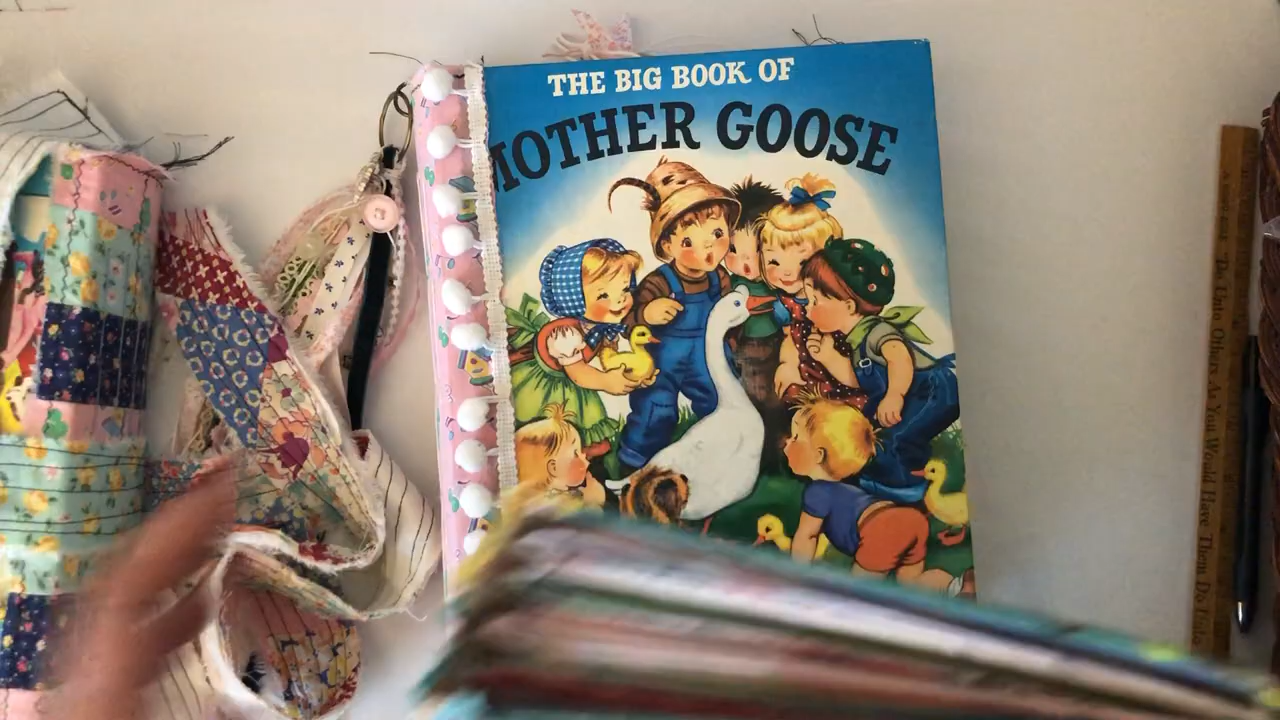 THE BIG BOOK OF
MOTHER GOOSE
Do Unto Others As You Would Have Them Do Unto